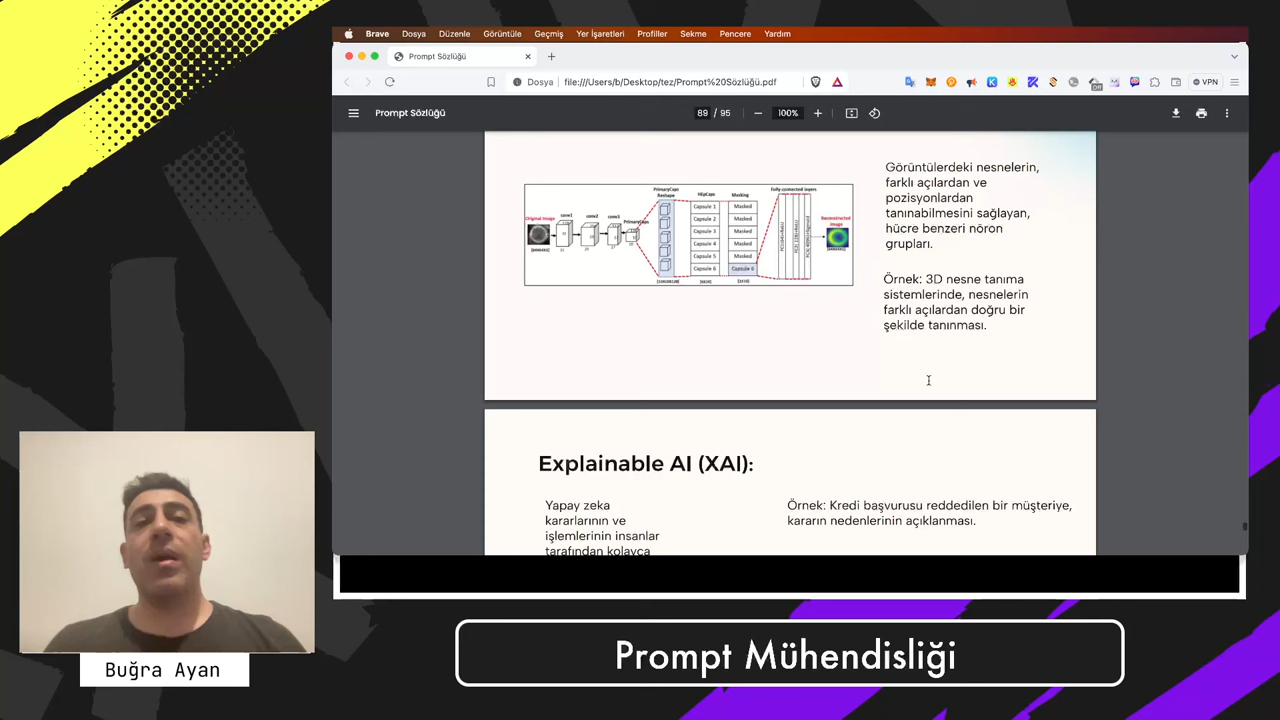 Brave Dosya Düzenle Görüntüle Geçmiş Yer İşaretleri Profiller Sekme Pencere Yardım
Prompt Sözlüğü
Dosya file:///Users/b/Desktop/tez/Prompt%20Sözlüğü.pdf
VPN
Prompt Sözlüğü
89 / 95
100%
PrimaryCaps
Reshape
HEpCaps
Masking
Fully-connected layers
Original Image
conv1
conv2
conv3
PrimaryCaps
Capsule 1
Masked
Capsule 2
Masked
Capsule 3
Masked
Capsule 4
Masked
Capsule 5
Masked
Capsule 6
Capsule 6
Reconstructed
Image
Görüntülerdeki nesnelerin,
farklı açılardan ve
pozisyonlardan
tanınabilmesini sağlayan,
hücre benzeri nöron
grupları.
Örnek: 3D nesne tanıma
sistemlerinde, nesnelerin
farklı açılardan doğru bir
şekilde tanınması.
Explainable AI (XAI):
Yapay zeka
kararlarının ve
işlemlerinin insanlar
tarafından kolayca
Örnek: Kredi başvurusu reddedilen bir müşteriye,
kararın nedenlerinin açıklanması.
Buğra Ayan
Prompt Mühendisliği